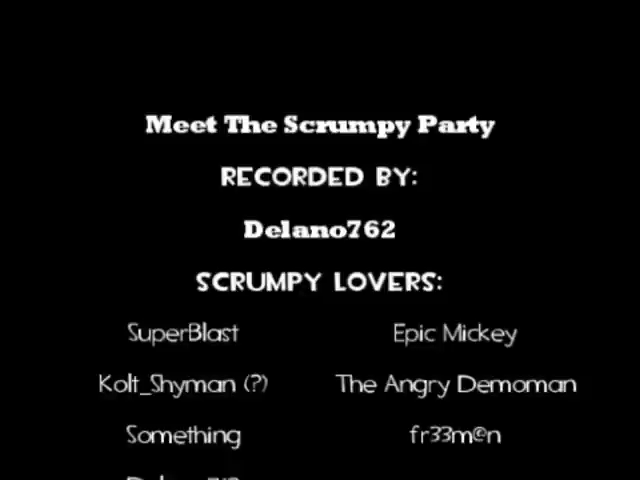 Meet The Scrumpy Party
RECORDED BY:
Delano762
SCRUMPY LOVERS:
SuperBlast Epic Mickey
Kolt_Shyman (?) The Angry Demoman
Something fr33m@n